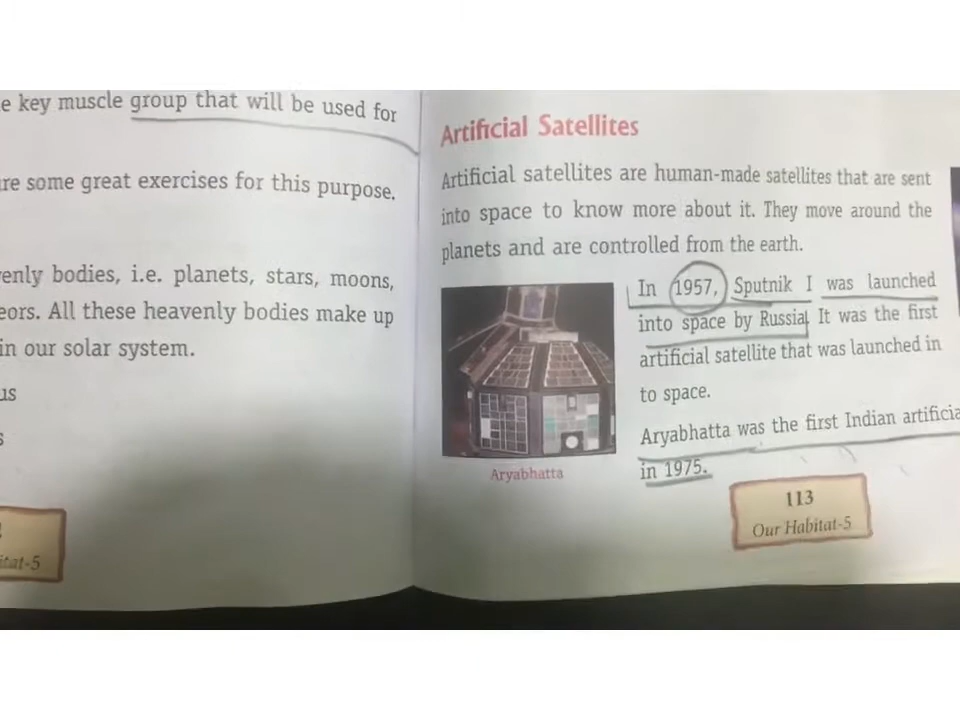 e key muscle group that will be used for
re some great exercises for this purpose.
enly bodies, i.e. planets, stars, moons,
eors. All these heavenly bodies make up
in our solar system.
us
s
itat-5
Artificial Satellites
Artificial satellites are human-made satellites that are sent
into space to know more about it. They move around the
planets and are controlled from the earth.
In 1957, Sputnik I was launched
into space by Russia. It was the first
artificial satellite that was launched in
to space.
Aryabhatta was the first Indian artificia
in 1975.
Aryabhatta
113
Our Habitat-5